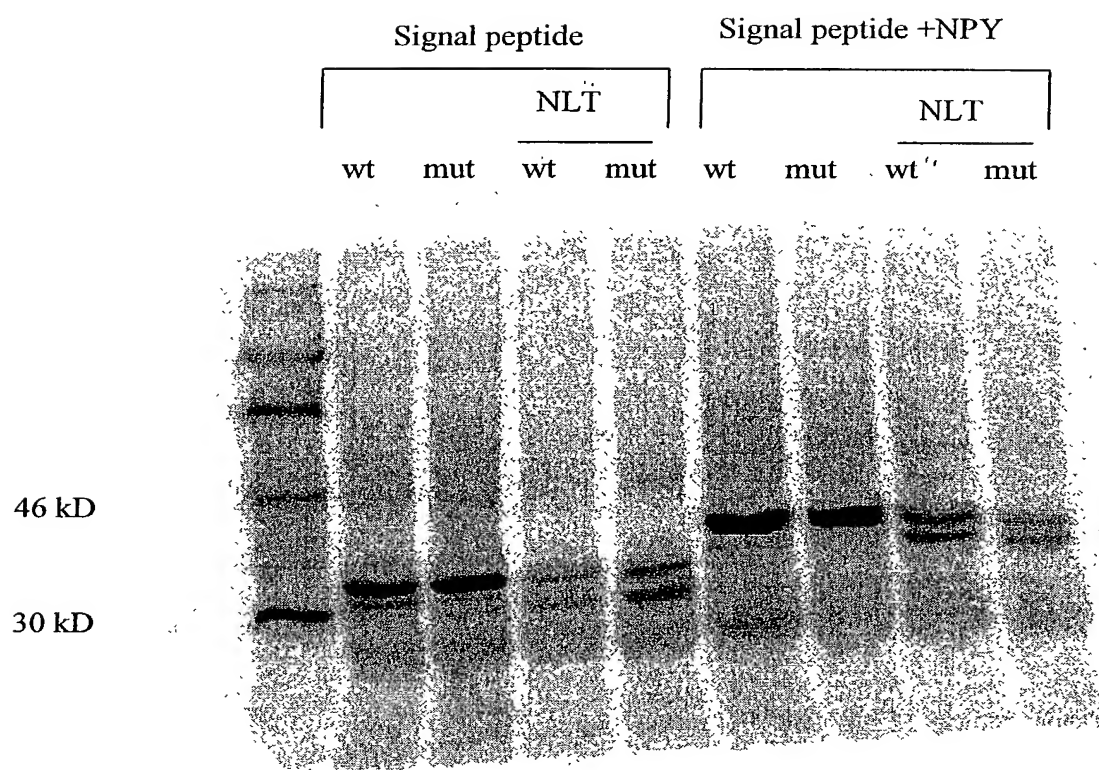 Signal peptide
Signal peptide +NPY
NLT
NLT
wt mut wt mut wt mut wt mut
46 kD
30 kD